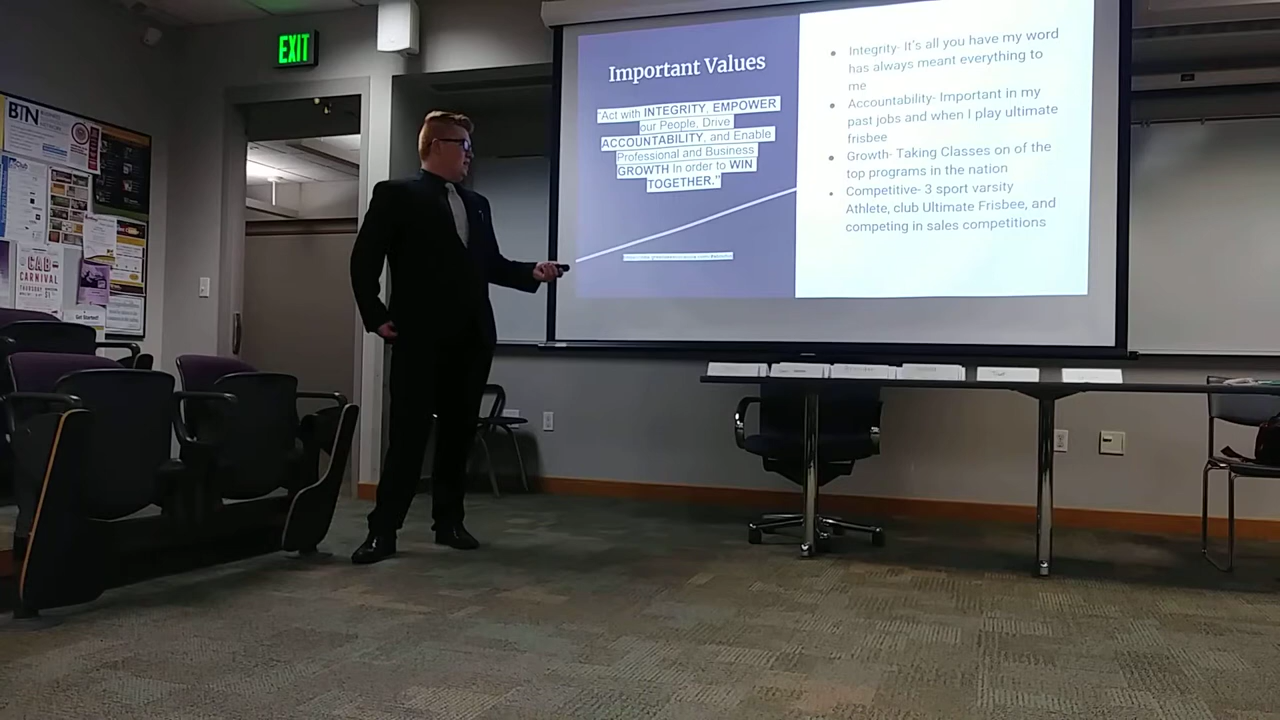 EXIT
BTN
CAB
CARNIVAL
THURSDAY
Get Started!
Important Values
"Act with INTEGRITY, EMPOWER
our People, Drive
ACCOUNTABILITY, and Enable
Professional and Business
GROWTH In order to WIN
TOGETHER."
● Integrity- It's all you have my word
has always meant everything to
me
● Accountability- Important in my
past jobs and when I play ultimate
frisbee
● Growth- Taking Classes on of the
top programs in the nation
● Competitive- 3 sport varsity
Athlete, club Ultimate Frisbee, and
competing in sales competitions